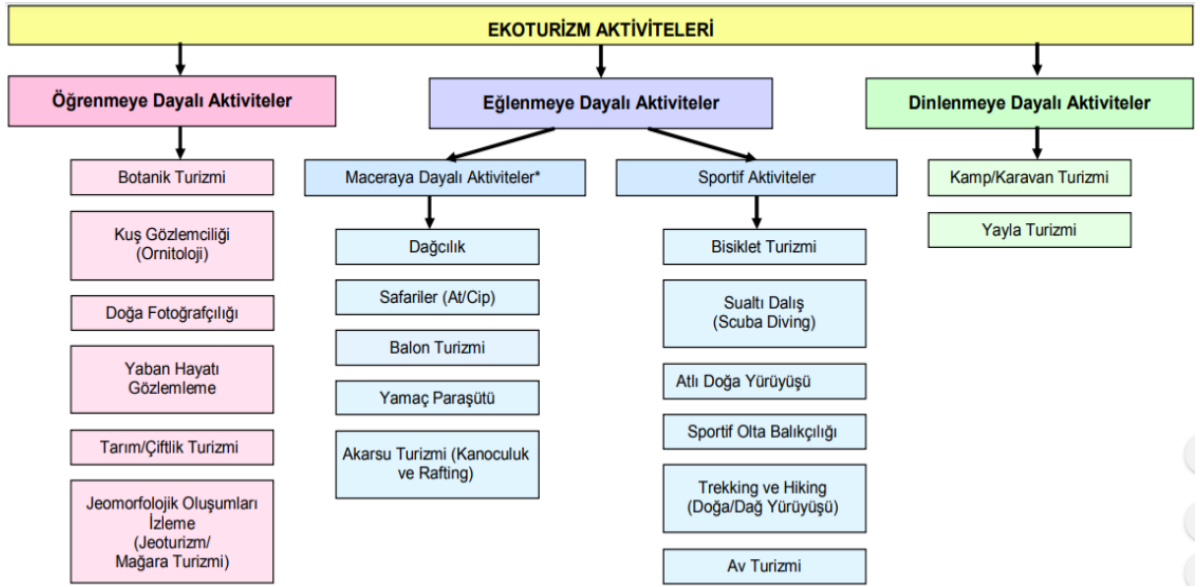 EKOTURİZM AKTİVİTELERİ
Öğrenmeye Dayalı Aktiviteler
Eğlenmeye Dayalı Aktiviteler
Dinlenmeye Dayalı Aktiviteler
Botanik Turizmi
Kuş Gözlemciliği
(Ornitoloji)
Doğa Fotoğrafçılığı
Yaban Hayatı
Gözlemleme
Tarım/Çiftlik Turizmi
Jeomorfolojik Oluşumları
İzleme
(Jeoturizm/
Mağara Turizmi)
Maceraya Dayalı Aktiviteler*
Dağcılık
Safariler (At/Cip)
Balon Turizmi
Yamaç Paraşütü
Akarsu Turizmi (Kanoculuk
ve Rafting)
Sportif Aktiviteler
Bisiklet Turizmi
Sualtı Dalış
(Scuba Diving)
Atlı Doğa Yürüyüşü
Sportif Olta Balıkçılığı
Trekking ve Hiking
(Doğa/Dağ Yürüyüşü)
Av Turizmi
Kamp/Karavan Turizmi
Yayla Turizmi